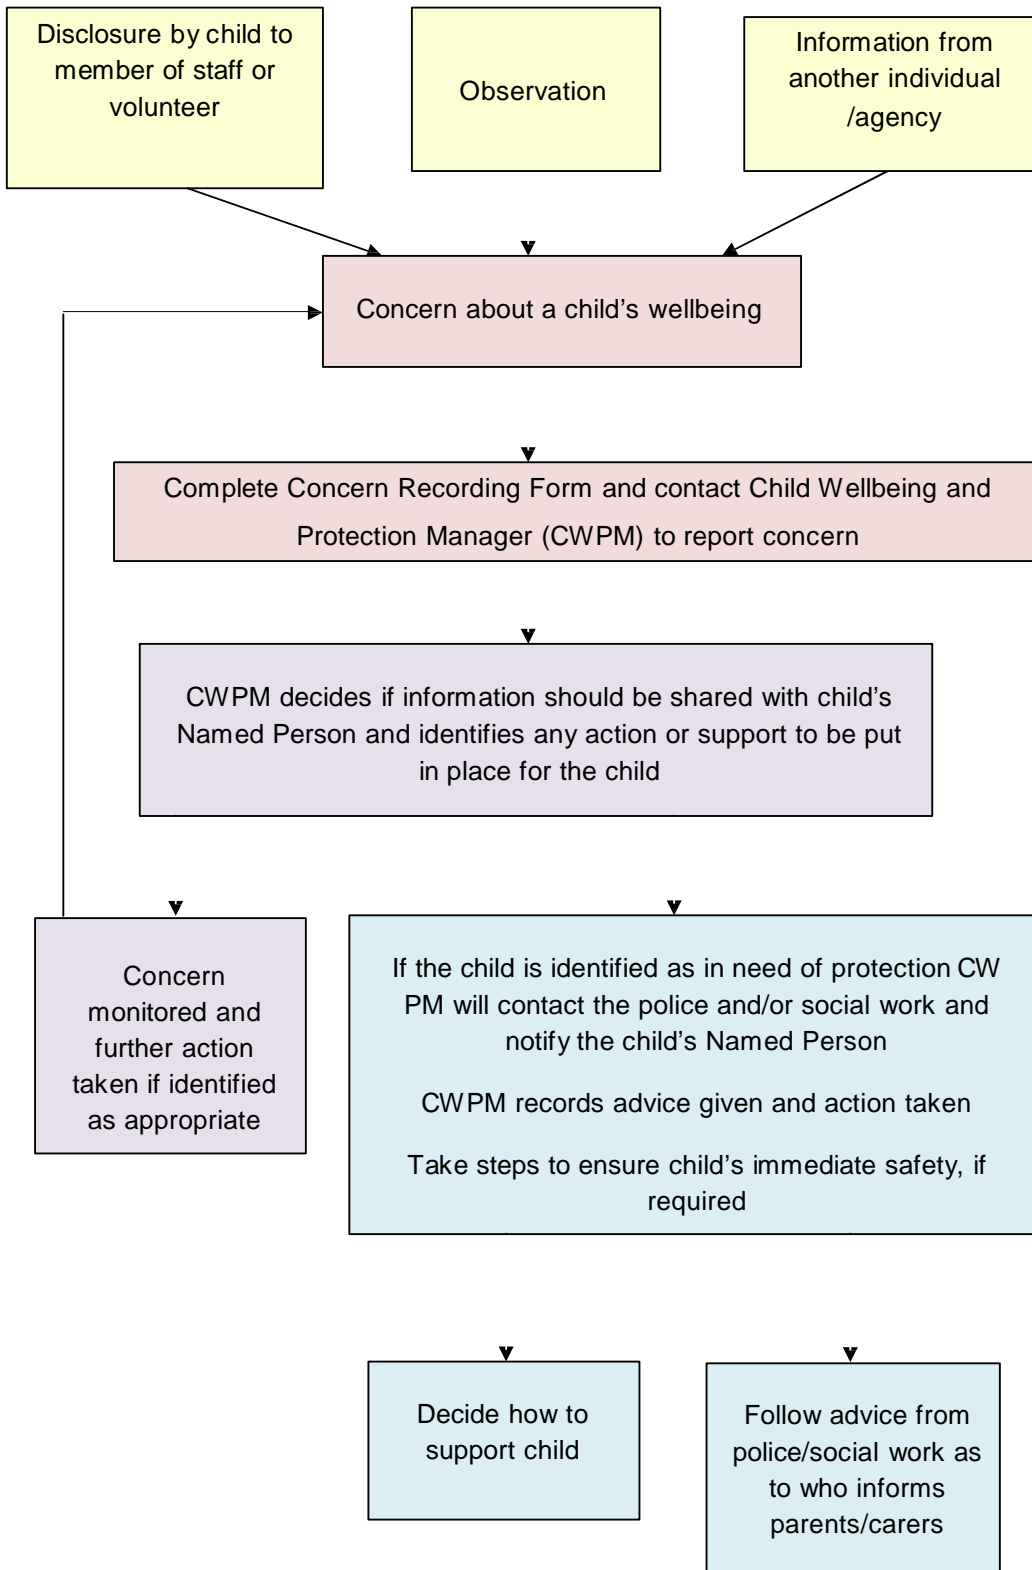 Disclosure by child to
member of staff or
volunteer
Observation
Information from
another individual
/agency
Concern about a child’s wellbeing
Complete Concern Recording Form and contact Child Wellbeing and
Protection Manager (CWPM) to report concern
CWPM decides if information should be shared with child’s
Named Person and identifies any action or support to be put
in place for the child
Concern
monitored and
further action
taken if identified
as appropriate
If the child is identified as in need of protection CW
PM will contact the police and/or social work and
notify the child’s Named Person
CWPM records advice given and action taken
Take steps to ensure child’s immediate safety, if
required
Decide how to
support child
Follow advice from
police/social work as
to who informs
parents/carers